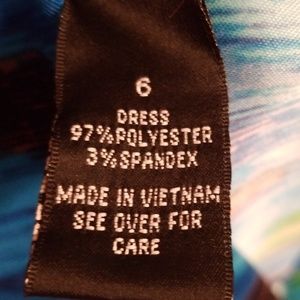 6
DRESS
97%POLYESTER
3%SPANDEX
MADE IN VIETNAM
SEE OVER FOR
CARE